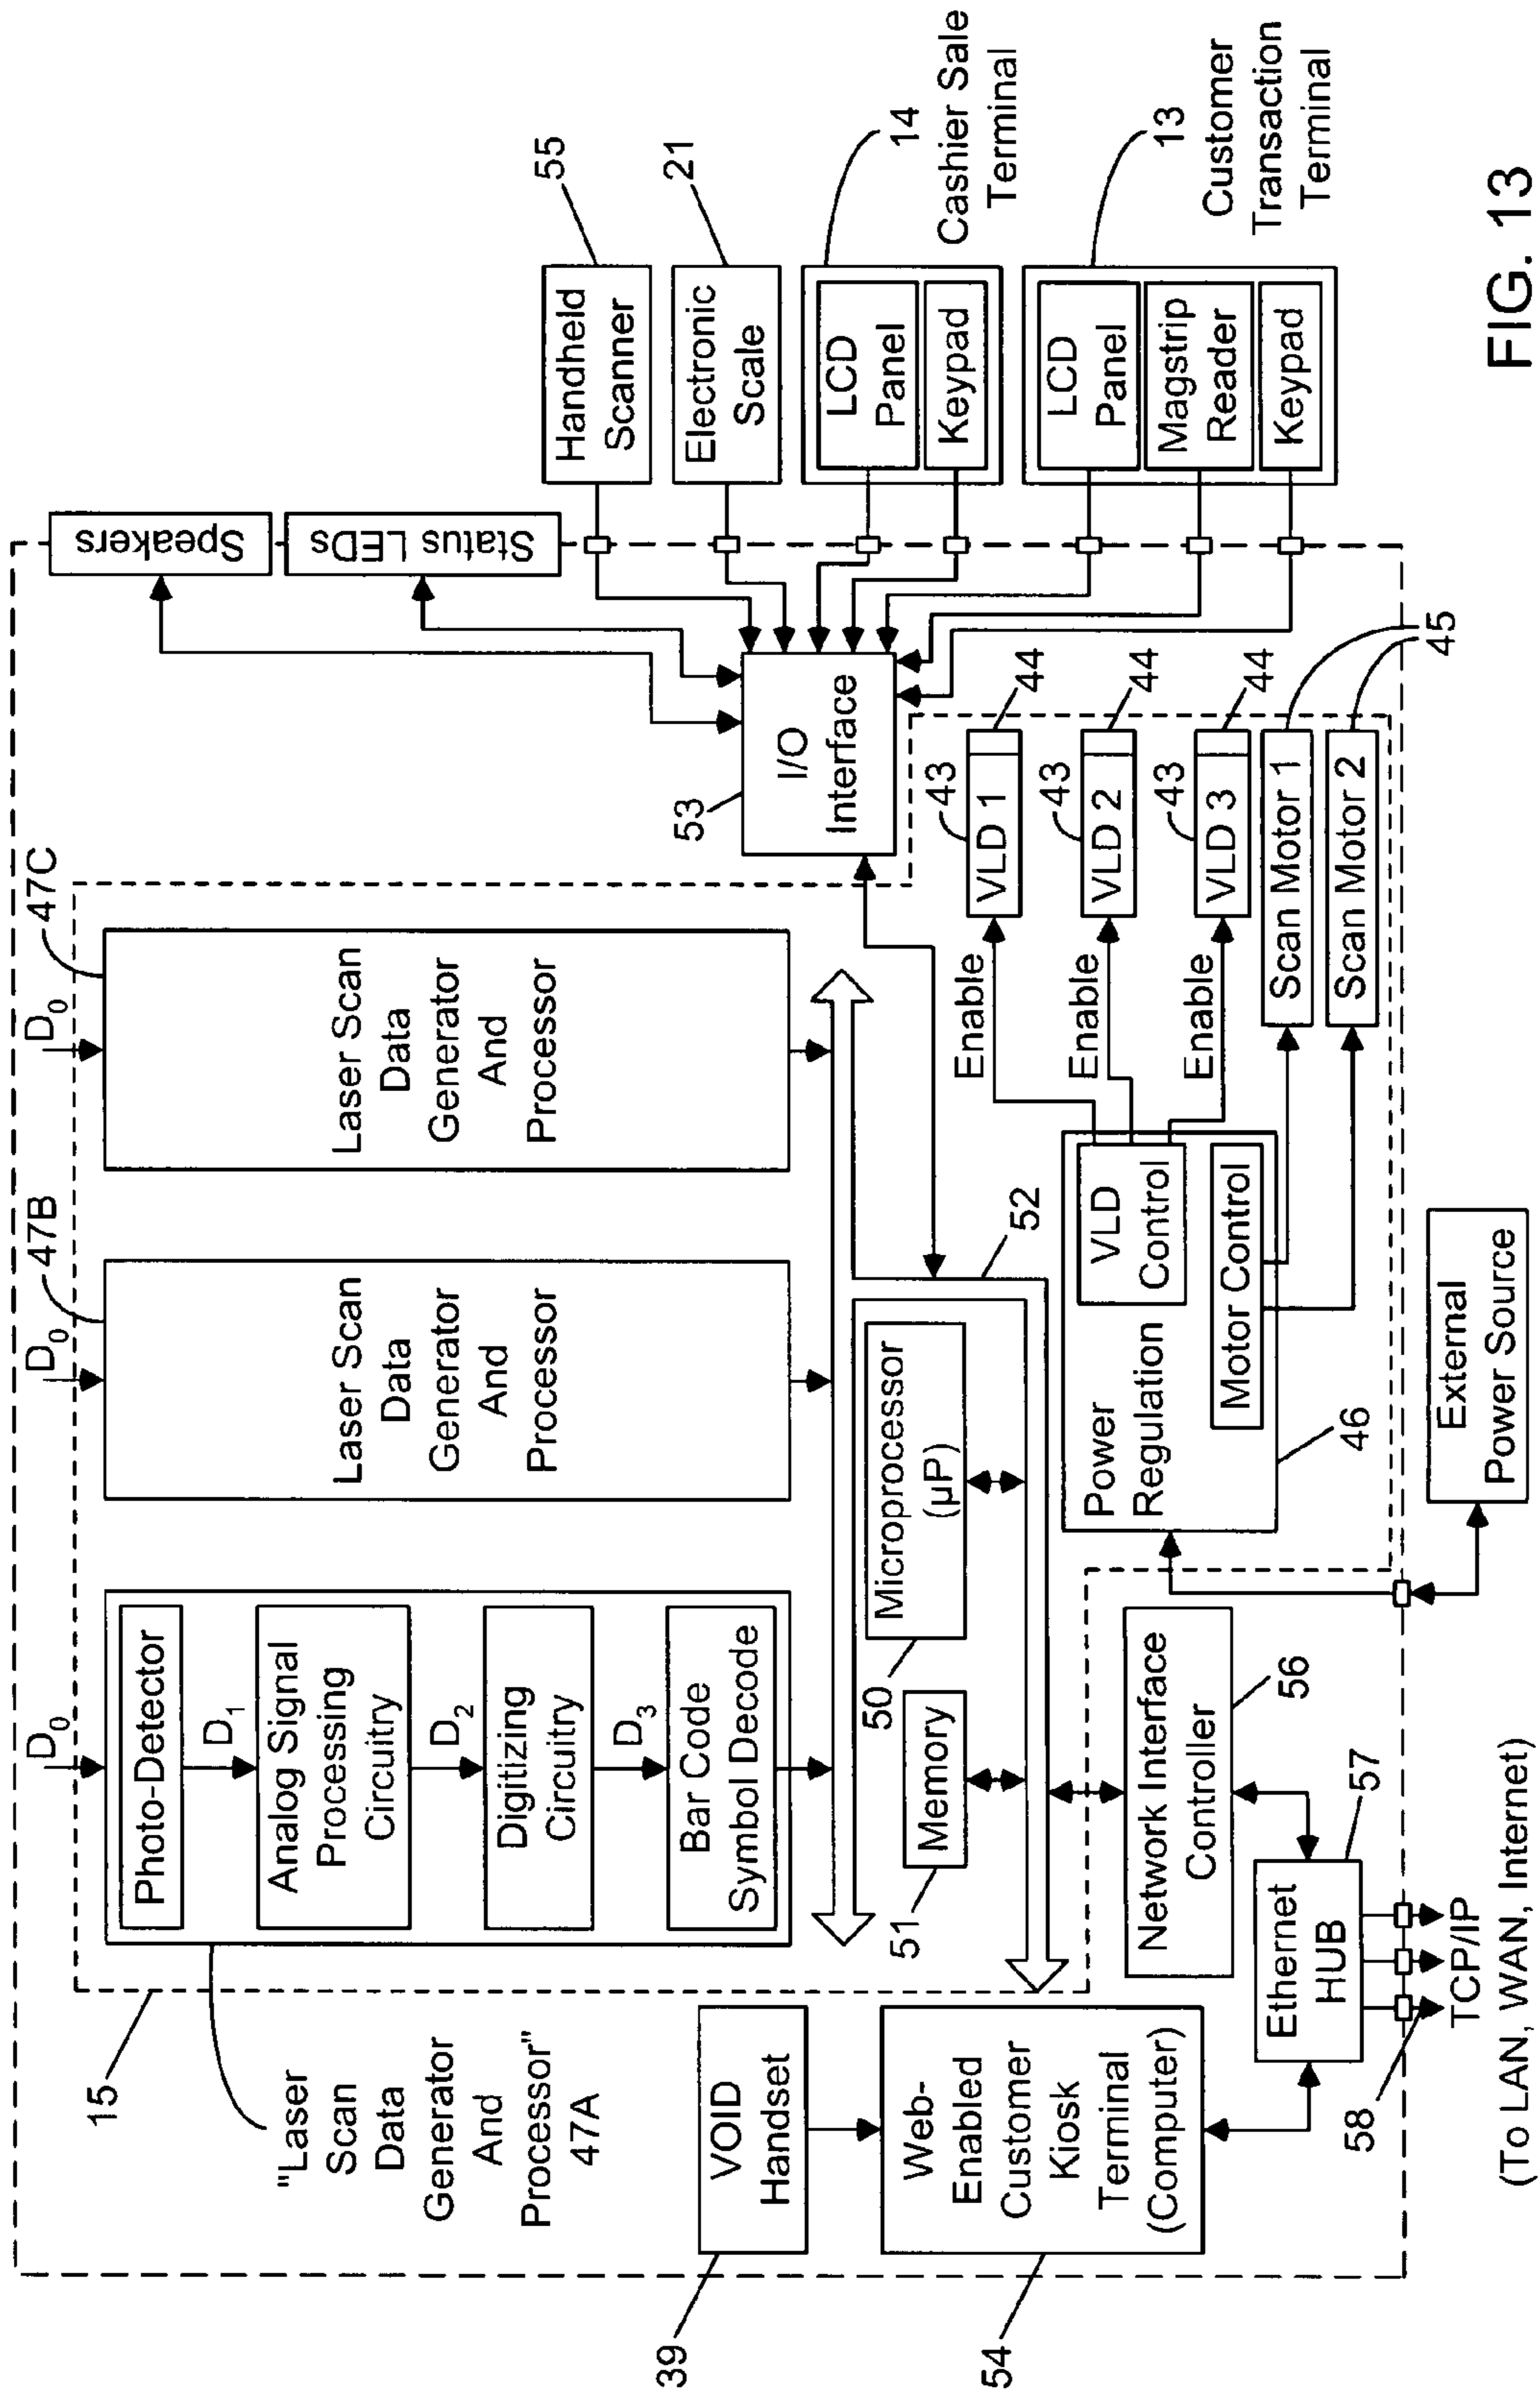 15
"Laser
Scan
Data
Generator
And
Processor"
47A
D0
Photo-Detector
D1
Analog Signal
Processing
Circuitry
D2
Digitizing
Circuitry
D3
Bar Code
Symbol Decode
D0
47B
Laser Scan
Data
Generator
And
Processor
D0
47C
Laser Scan
Data
Generator
And
Processor
Speakers
Status LEDs
Handheld
Scanner
55
Electronic
Scale
21
LCD
Panel
Keypad
14
Cashier Sale
Terminal
LCD
Panel
Magstrip
Reader
Keypad
13
Customer
Transaction
Terminal
53
I/O
Interface
39
VOID
Handset
54
Web-
Enabled
Customer
Kiosk
Terminal
(Computer)
51
Memory
50
Microprocessor
(µP)
52
Network Interface
Controller
56
Ethernet
HUB
57
58
TCP/IP
(To LAN, WAN, Internet)
Power
Regulation
VLD
Control
Motor Control
46
Enable
43
VLD 1
44
Enable
43
VLD 2
44
Enable
43
VLD 3
44
Scan Motor 1
Scan Motor 2
45
External
Power Source
FIG. 13